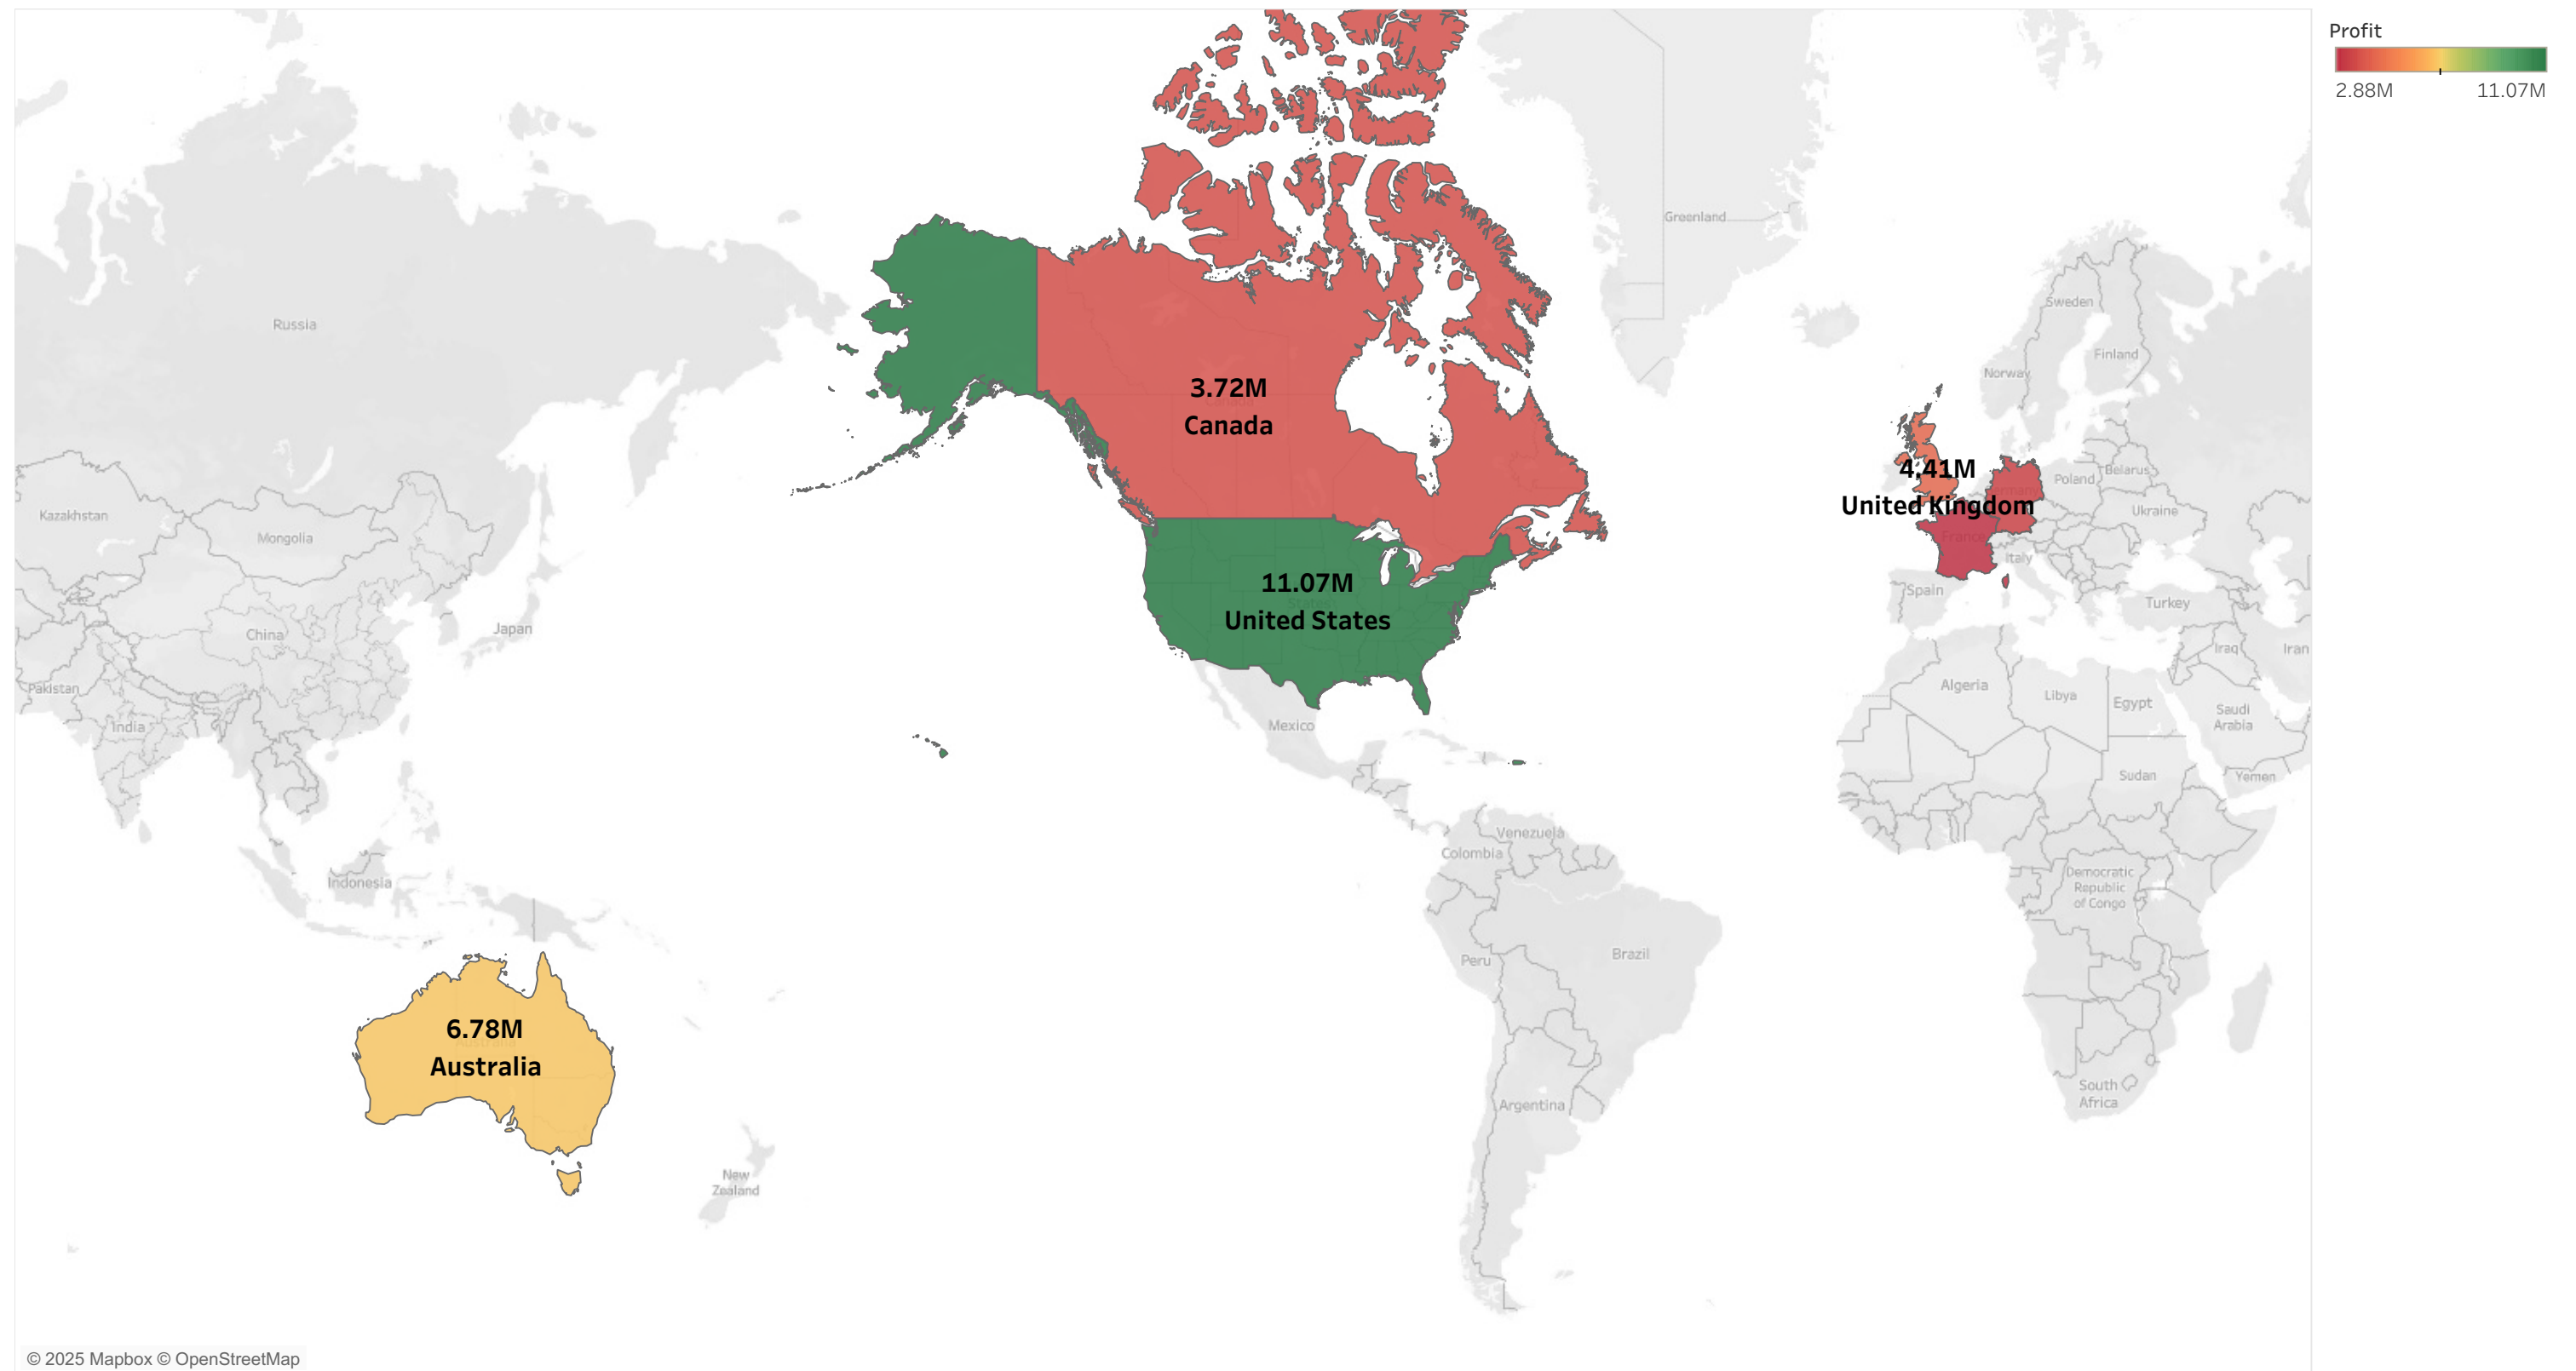 Profit
2.88M 11.07M
Greenland
Russia
Sweden
Finland
Norway
3.72M
Canada
4.41M
United Kingdom
Poland
Belarus
Ukraine
Kazakhstan
Mongolia
France
Italy
Spain
Turkey
11.07M
United States
China
Japan
Iraq
Iran
Pakistan
India
Mexico
Algeria
Libya
Egypt
Saudi
Arabia
Sudan
Yemen
Venezuela
Colombia
Indonesia
Democratic
Republic
of Congo
Peru
Brazil
6.78M
Australia
South
Africa
Argentina
New
Zealand
© 2025 Mapbox © OpenStreetMap